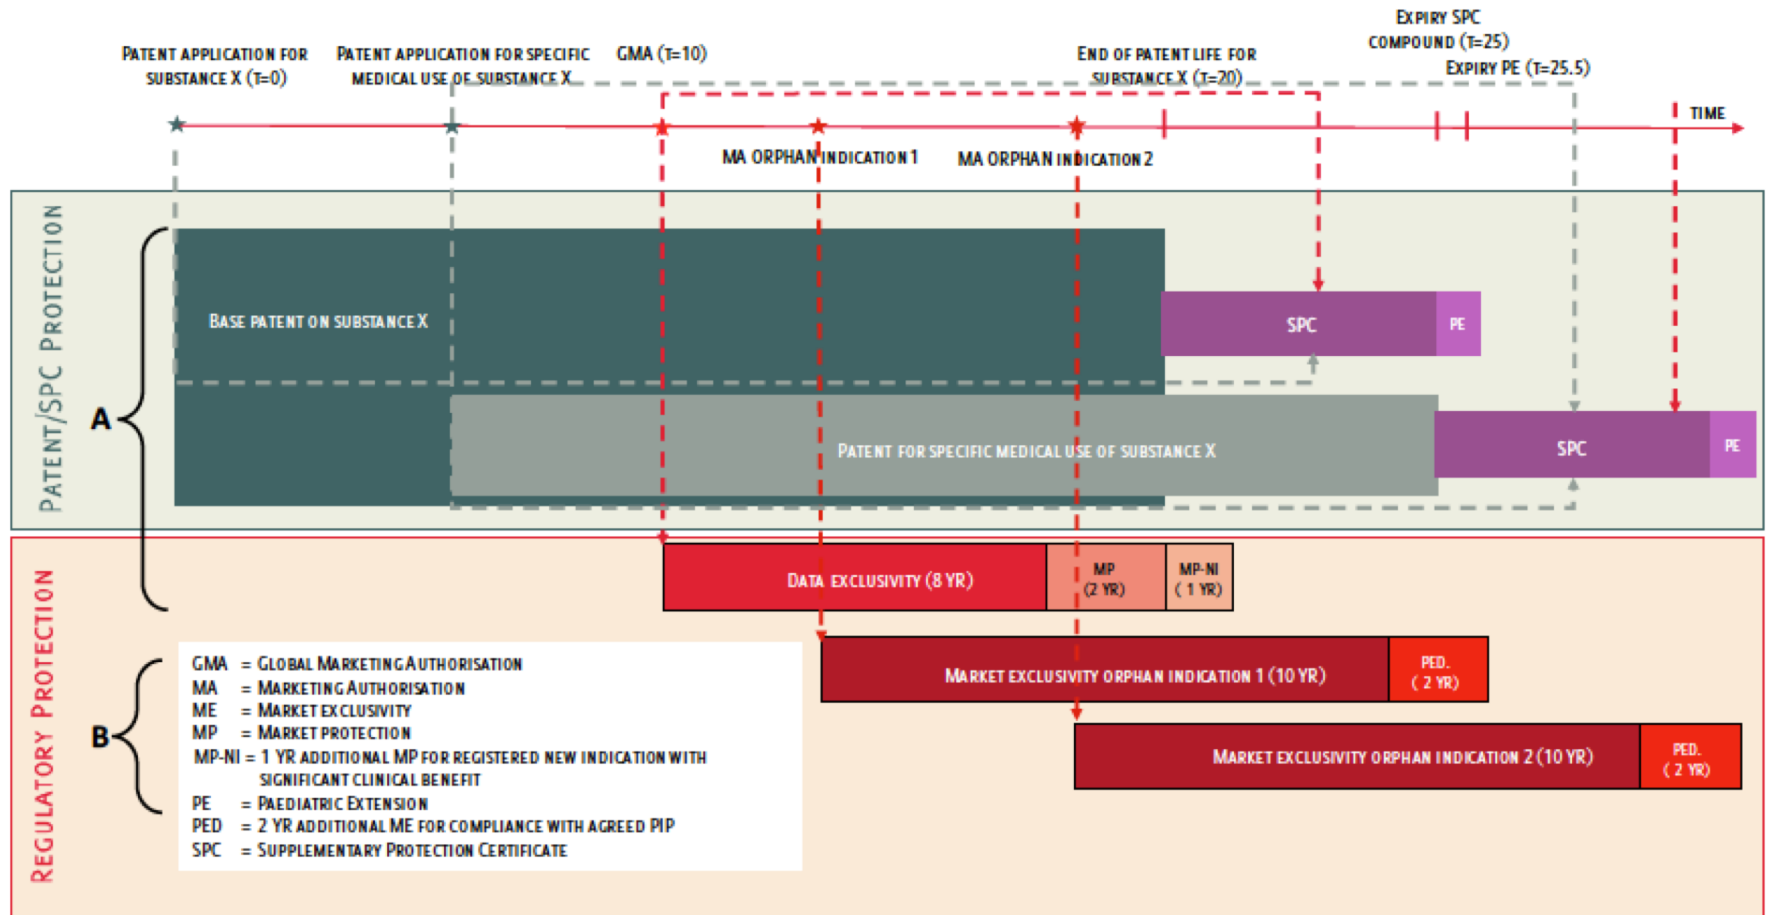 EXPIRY SPC
COMPOUND (T=25)
PATENT APPLICATION FOR
SUBSTANCE X (T=0)
PATENT APPLICATION FOR SPECIFIC
MEDICAL USE OF SUBSTANCE X
GMA (T=10)
END OF PATENT LIFE FOR
SUBSTANCE X (T=20)
EXPIRY PE (T=25.5)
TIME
MA ORPHAN INDICATION 1
MA ORPHAN INDICATION 2
PATENT/SPC PROTECTION
A
BASE PATENT ON SUBSTANCE X
SPC
PE
PATENT FOR SPECIFIC MEDICAL USE OF SUBSTANCE X
SPC
PE
REGULATORY PROTECTION
DATA EXCLUSIVITY (8 YR)
MP
(2 YR)
MP-NI
( 1 YR)
MARKET EXCLUSIVITY ORPHAN INDICATION 1 (10 YR)
PED.
( 2 YR)
MARKET EXCLUSIVITY ORPHAN INDICATION 2 (10 YR)
PED.
( 2 YR)
B
GMA = GLOBAL MARKETING AUTHORISATION
MA = MARKETING AUTHORISATION
ME = MARKET EXCLUSIVITY
MP = MARKET PROTECTION
MP-NI = 1 YR ADDITIONAL MP FOR REGISTERED NEW INDICATION WITH
SIGNIFICANT CLINICAL BENEFIT
PE = PAEDIATRIC EXTENSION
PED = 2 YR ADDITIONAL ME FOR COMPLIANCE WITH AGREED PIP
SPC = SUPPLEMENTARY PROTECTION CERTIFICATE